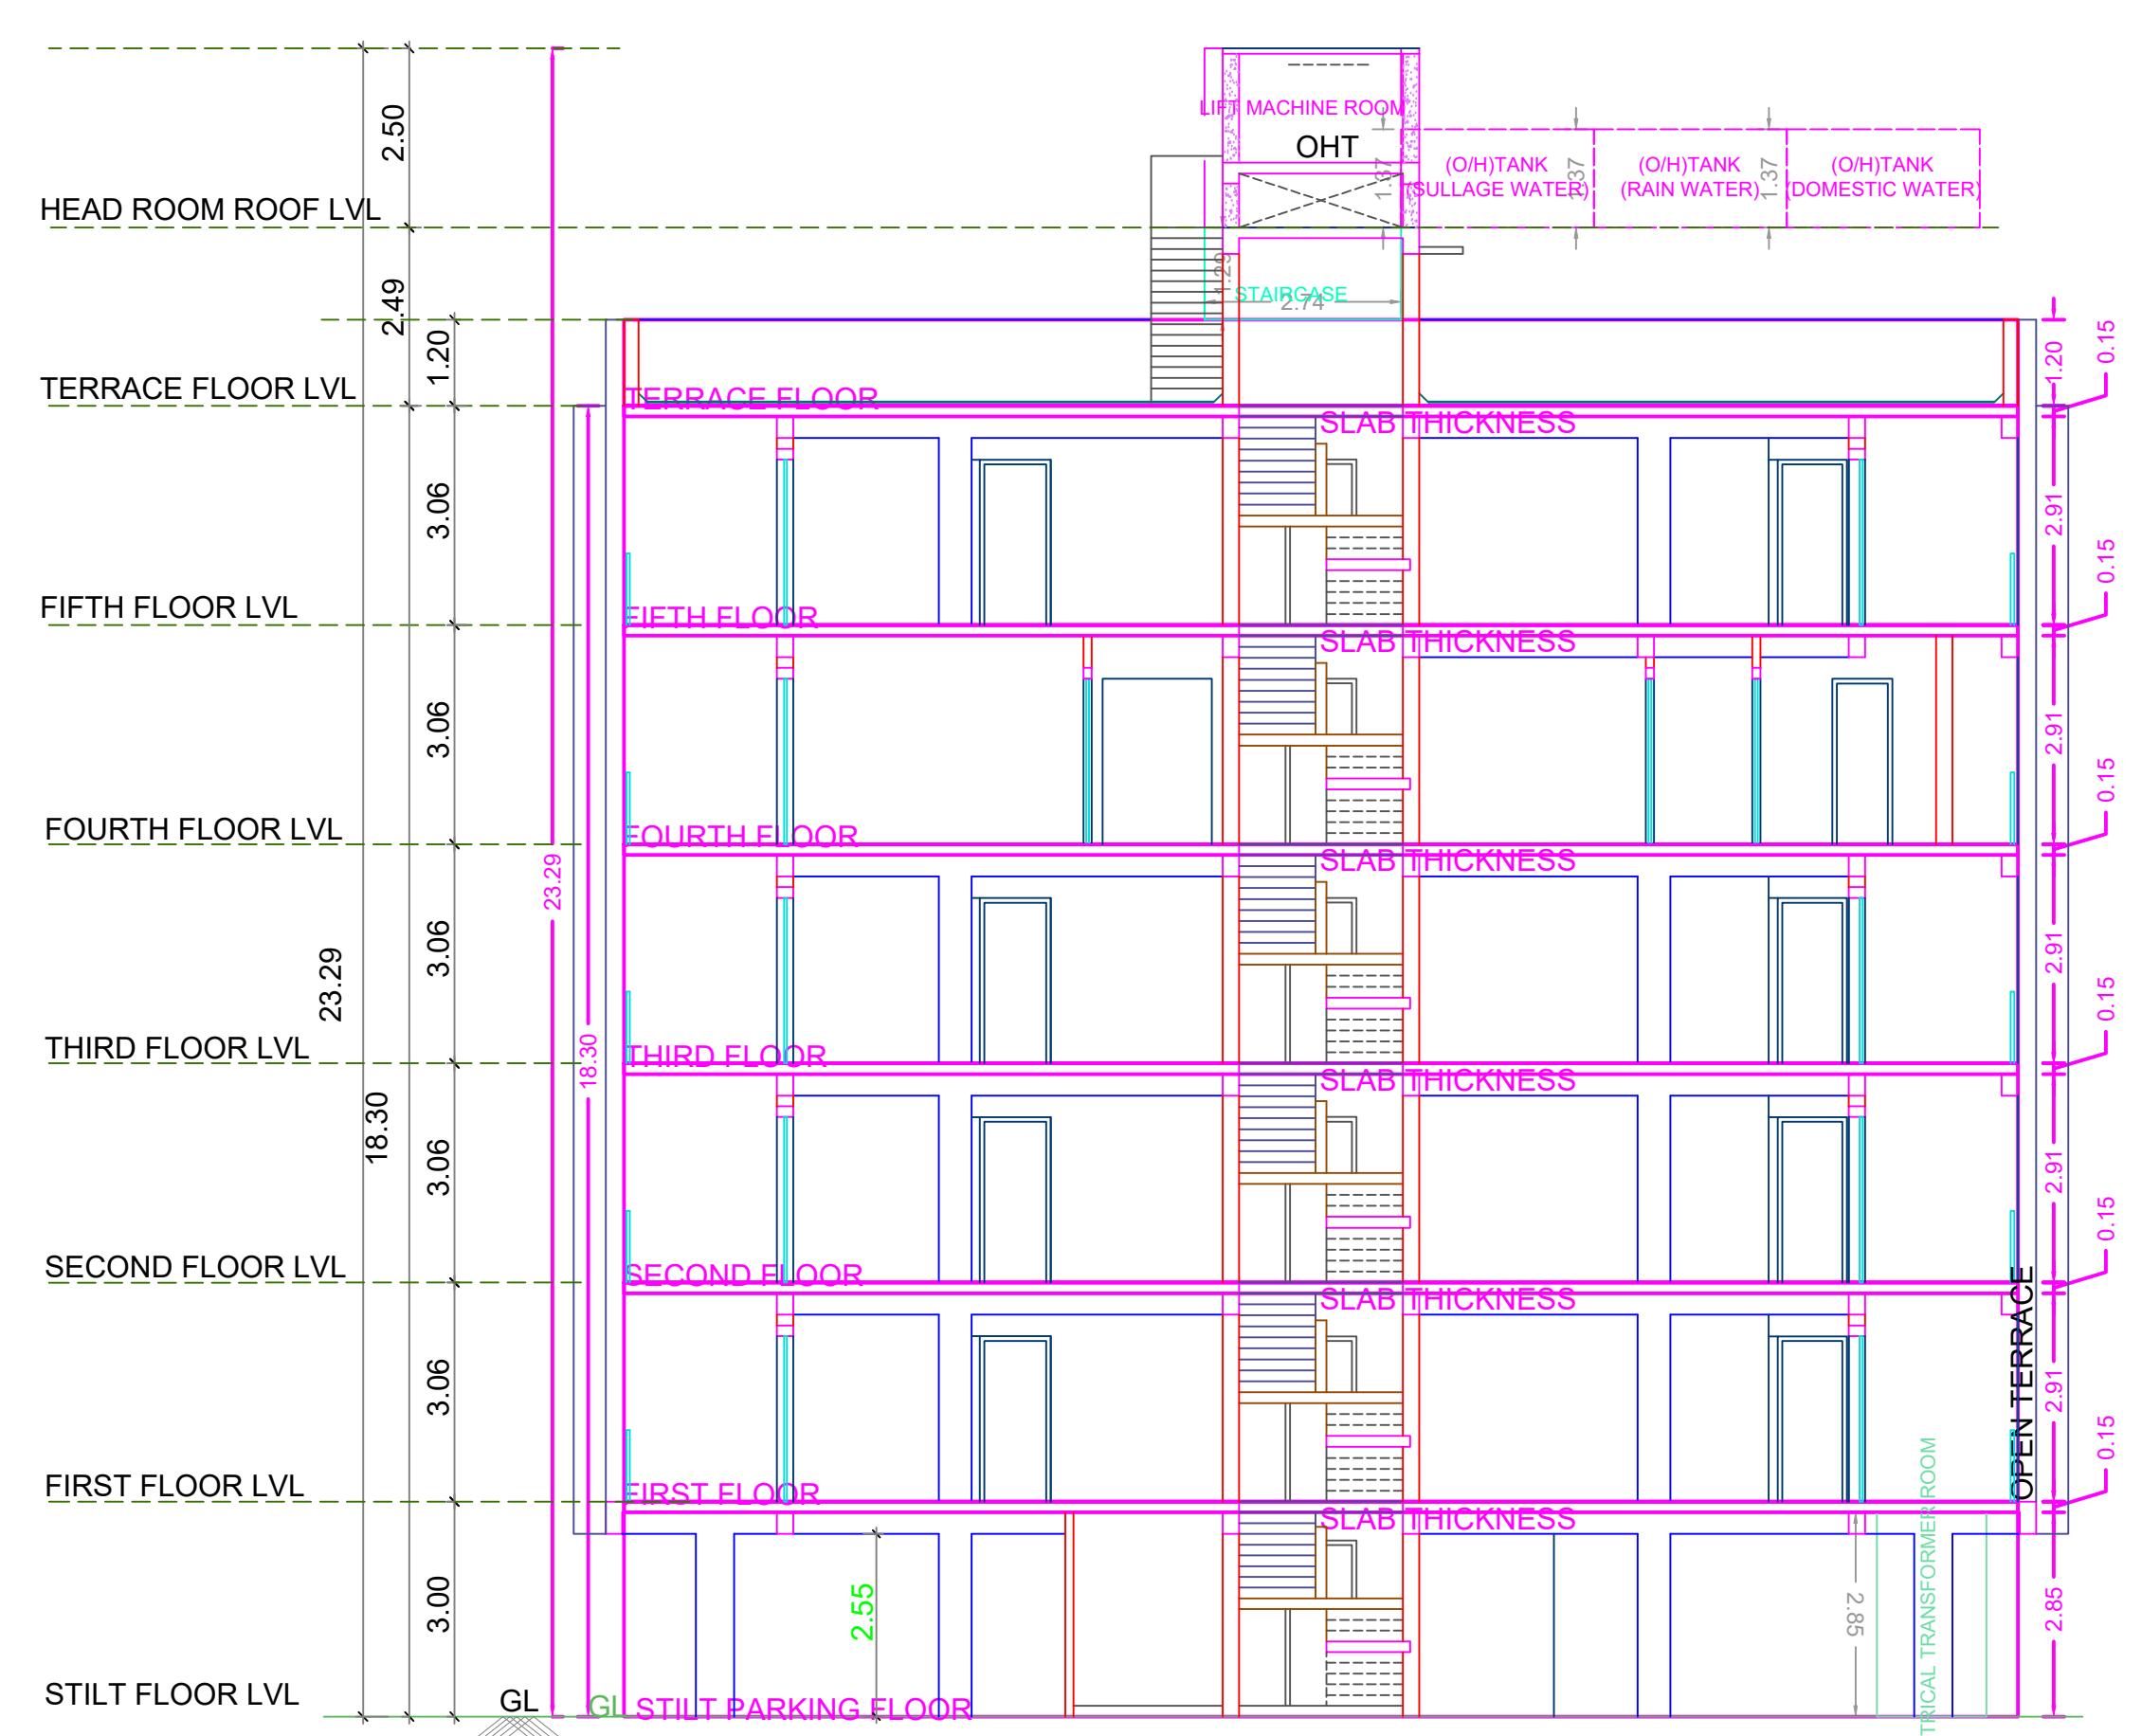 2.50
LIFT MACHINE ROOM
OHT
1.37
(O/H)TANK
(SULLAGE WATER)
1.37
(O/H)TANK
(RAIN WATER)
1.37
(O/H)TANK
(DOMESTIC WATER)
HEAD ROOM ROOF LVL
2.49
1.29
STAIRCASE
2.74
1.20
1.20
0.15
TERRACE FLOOR LVL
TERRACE FLOOR
SLAB THICKNESS
3.06
2.91
0.15
FIFTH FLOOR LVL
FIFTH FLOOR
SLAB THICKNESS
3.06
2.91
0.15
FOURTH FLOOR LVL
FOURTH FLOOR
SLAB THICKNESS
23.29
23.29
3.06
2.91
0.15
THIRD FLOOR LVL
THIRD FLOOR
18.30
SLAB THICKNESS
18.30
3.06
2.91
0.15
SECOND FLOOR LVL
SECOND FLOOR
SLAB THICKNESS
3.06
OPEN TERRACE
2.91
0.15
FIRST FLOOR LVL
FIRST FLOOR
SLAB THICKNESS
3.00
2.55
2.85
TRICAL TRANSFORMER ROOM
2.85
STILT FLOOR LVL
GL
GL
STILT PARKING FLOOR